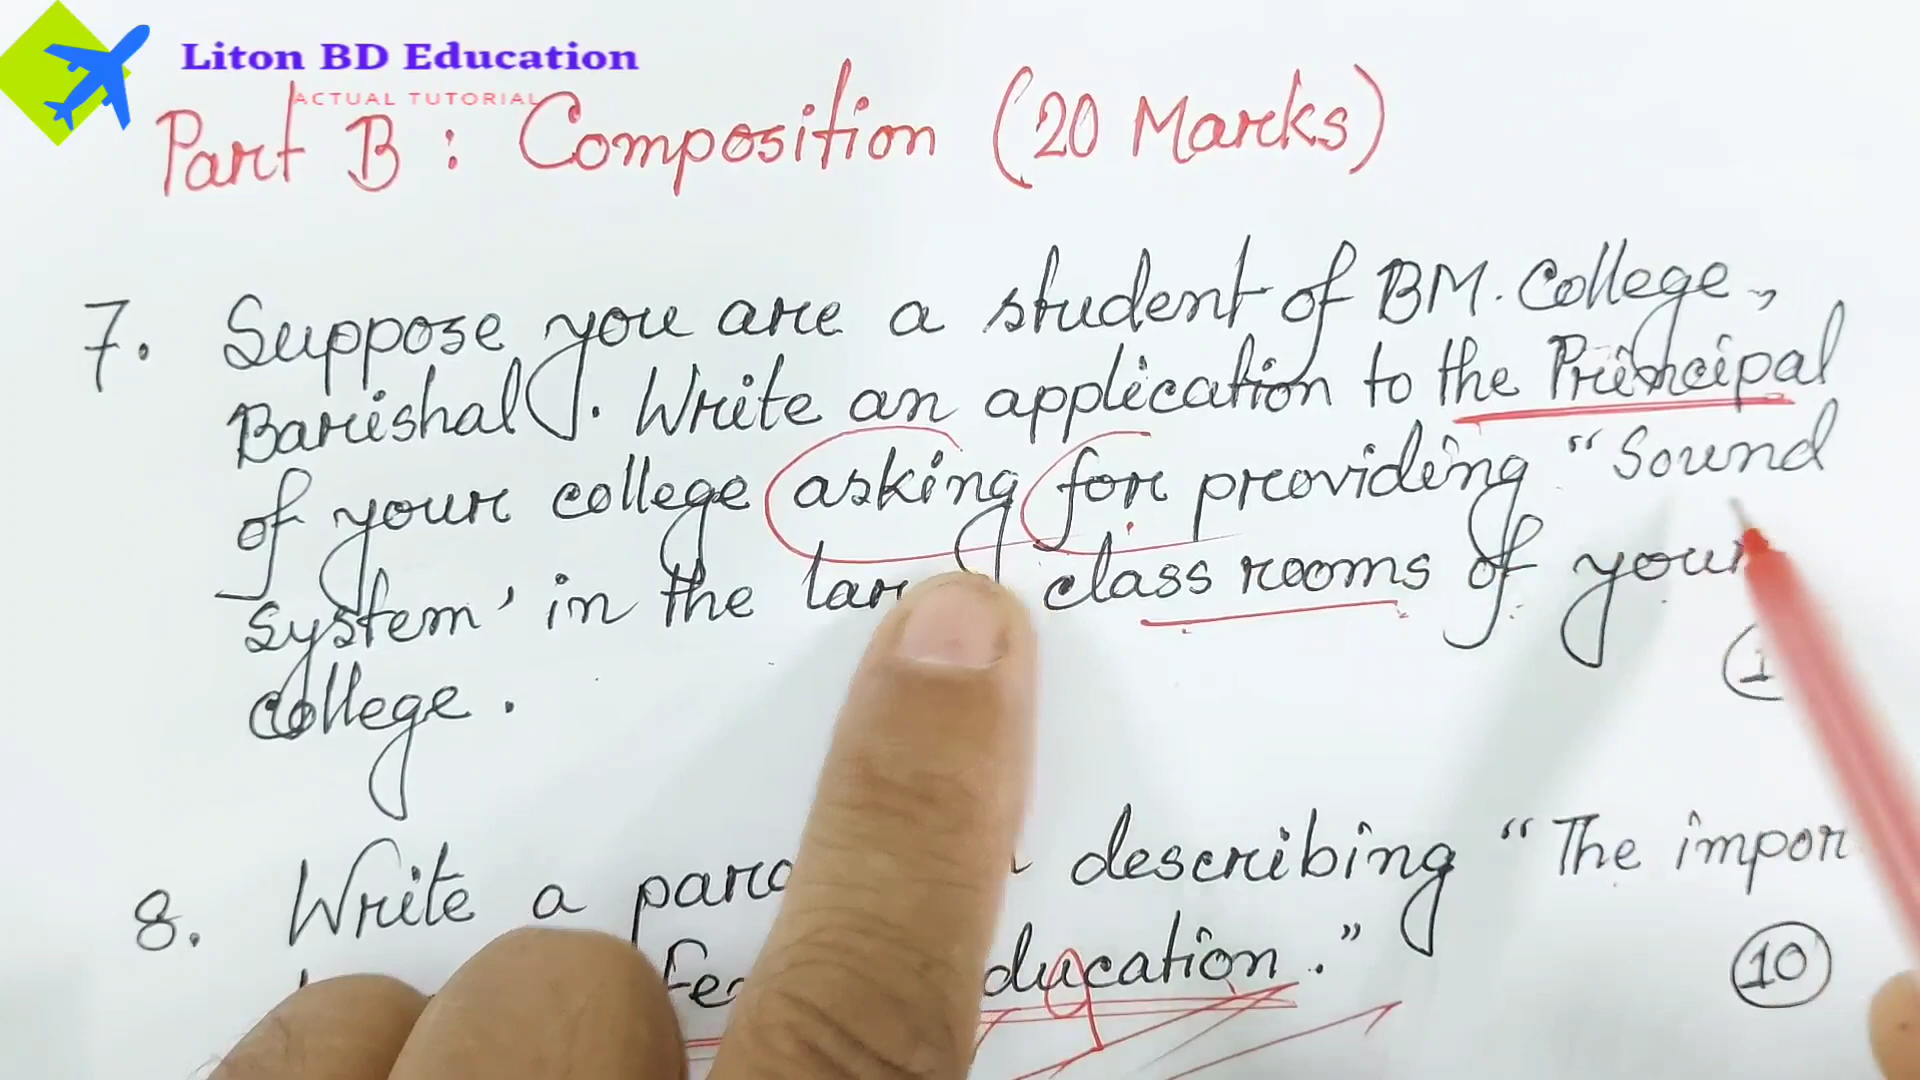 Liton BD Education
ACTUAL TUTORIAL
Part B : Composition (20 Marks)
7. Suppose you are a student of BM. College,
Barishal. Write an application to the Principal
of your college asking for providing "Sound
System' in the class rooms of your
college.
8. Write a describing "The impor
ducation."
10